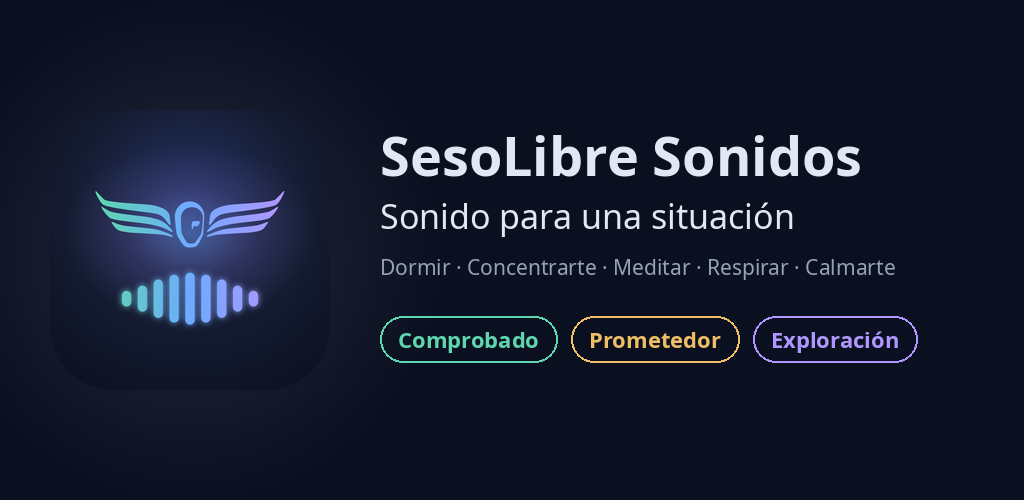 SesoLibre Sonidos
Sonido para una situación
Dormir · Concentrarte · Meditar · Respirar · Calmarte
Comprobado Prometedor Exploración